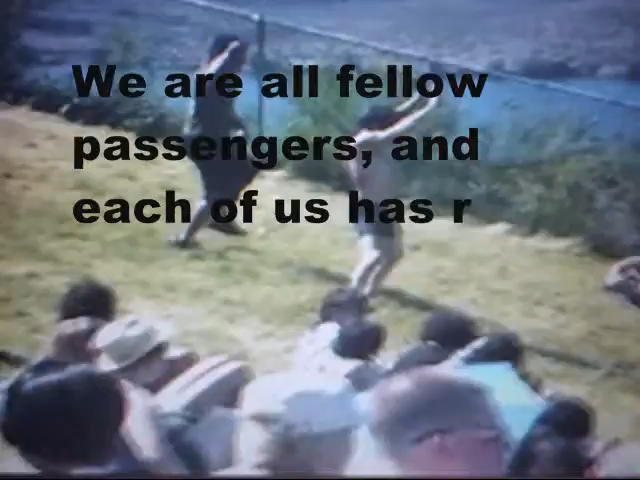 We are all fellow
passengers, and
each of us has r